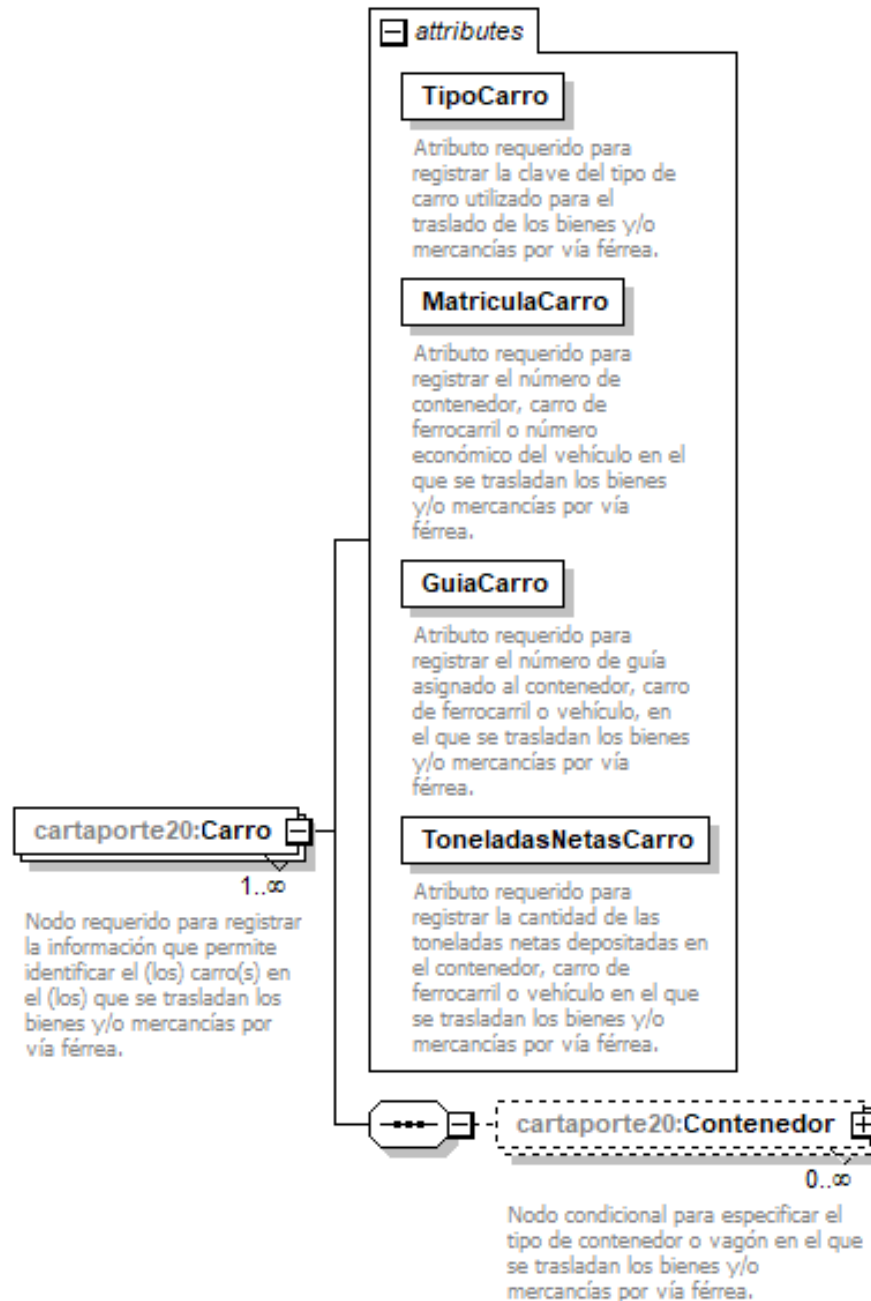 attributes
TipoCarro
Atributo requerido para
registrar la clave del tipo de
carro utilizado para el
traslado de los bienes y/o
mercancías por vía férrea.
MatriculaCarro
Atributo requerido para
registrar el número de
contenedor, carro de
ferrocarril o número
económico del vehículo en el
que se trasladan los bienes
y/o mercancías por vía
férrea.
GuiaCarro
Atributo requerido para
registrar el número de guía
asignado al contenedor, carro
de ferrocarril o vehículo, en
el que se trasladan los bienes
y/o mercancías por vía
férrea.
ToneladasNetasCarro
Atributo requerido para
registrar la cantidad de las
toneladas netas depositadas en
el contenedor, carro de
ferrocarril o vehículo en el que
se trasladan los bienes y/o
mercancías por vía férrea.
cartaporte20:Carro
1..∞
Nodo requerido para registrar
la información que permite
identificar el (los) carro(s) en
el (los) que se trasladan los
bienes y/o mercancías por
vía férrea.
cartaporte20:Contenedor
0..∞
Nodo condicional para especificar el
tipo de contenedor o vagón en el que
se trasladan los bienes y/o
mercancías por vía férrea.